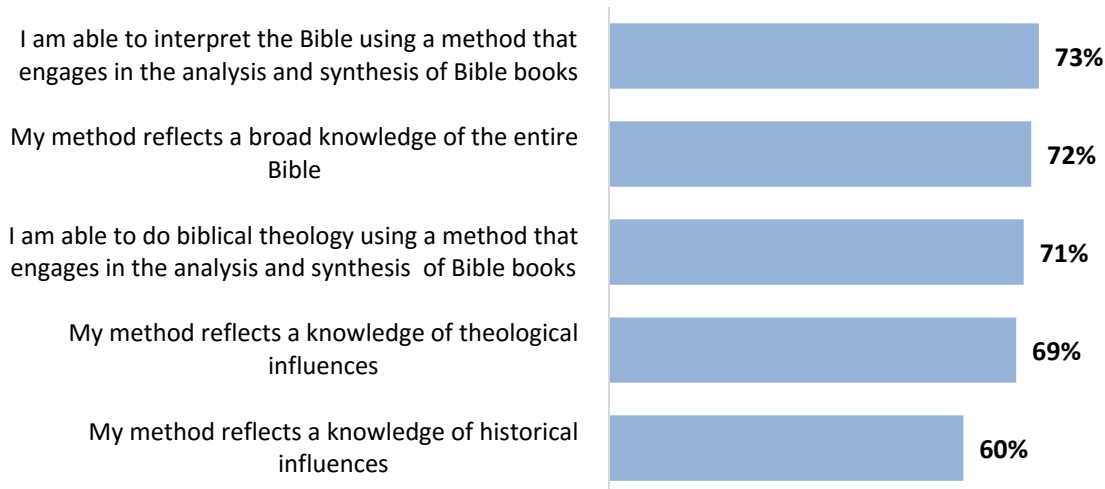 I am able to interpret the Bible using a method that
engages in the analysis and synthesis of Bible books
73%
My method reflects a broad knowledge of the entire
Bible
72%
I am able to do biblical theology using a method that
engages in the analysis and synthesis  of Bible books
71%
My method reflects a knowledge of theological
influences
69%
My method reflects a knowledge of historical
influences
60%